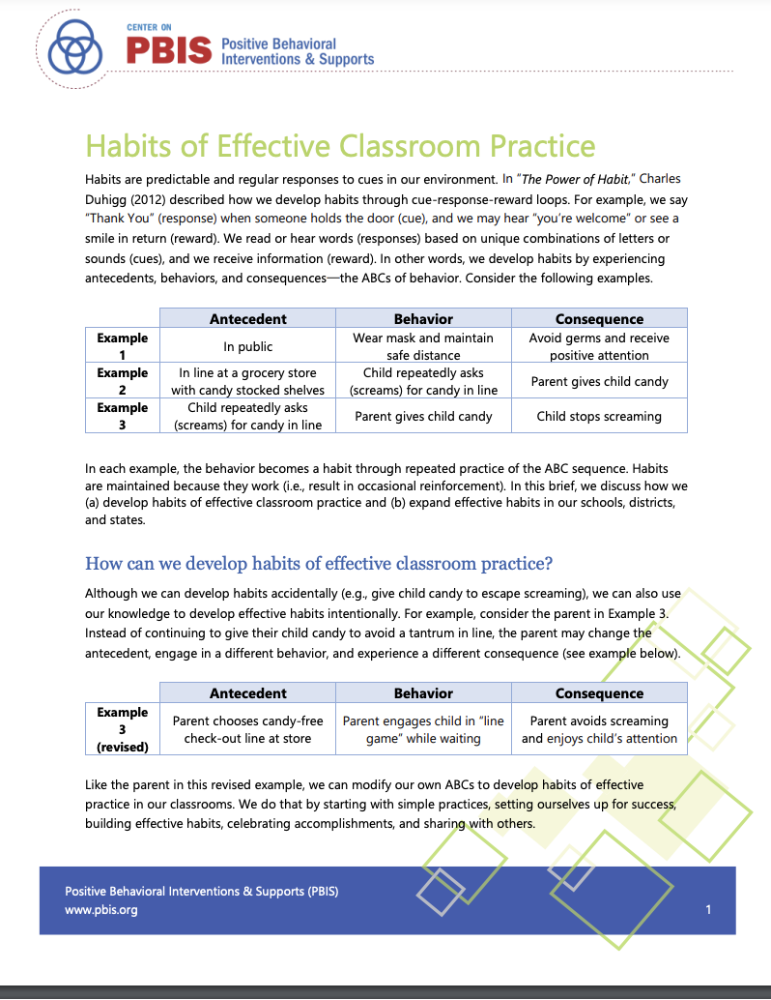 CENTER ON
PBIS Positive Behavioral
Interventions & Supports
Habits of Effective Classroom Practice
Habits are predictable and regular responses to cues in our environment. In “The Power of Habit,” Charles
Duhigg (2012) described how we develop habits through cue-response-reward loops. For example, we say
“Thank You” (response) when someone holds the door (cue), and we may hear “you’re welcome” or see a
smile in return (reward). We read or hear words (responses) based on unique combinations of letters or
sounds (cues), and we receive information (reward). In other words, we develop habits by experiencing
antecedents, behaviors, and consequences—the ABCs of behavior. Consider the following examples.
Antecedent Behavior Consequence
Example 1 In public Wear mask and maintain safe distance Avoid germs and receive positive attention
Example 2 In line at a grocery store with candy stocked shelves Child repeatedly asks (screams) for candy in line Parent gives child candy
Example 3 Child repeatedly asks (screams) for candy in line Parent gives child candy Child stops screaming
In each example, the behavior becomes a habit through repeated practice of the ABC sequence. Habits
are maintained because they work (i.e., result in occasional reinforcement). In this brief, we discuss how we
(a) develop habits of effective classroom practice and (b) expand effective habits in our schools, districts,
and states.
How can we develop habits of effective classroom practice?
Although we can develop habits accidentally (e.g., give child candy to escape screaming), we can also use
our knowledge to develop effective habits intentionally. For example, consider the parent in Example 3.
Instead of continuing to give their child candy to avoid a tantrum in line, the parent may change the
antecedent, engage in a different behavior, and experience a different consequence (see example below).
Antecedent Behavior Consequence
Example 3 (revised) Parent chooses candy-free check-out line at store Parent engages child in “line game” while waiting Parent avoids screaming and enjoys child’s attention
Like the parent in this revised example, we can modify our own ABCs to develop habits of effective
practice in our classrooms. We do that by starting with simple practices, setting ourselves up for success,
building effective habits, celebrating accomplishments, and sharing with others.
Positive Behavioral Interventions & Supports (PBIS)
www.pbis.org
1